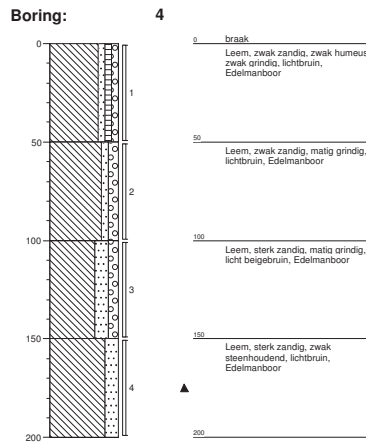 Boring: 4
0
50
100
150
200
1
2
3
4
0 braak
Leem, zwak zandig, zwak humeus,
zwak grindig, lichtbruin,
Edelmanboor
50
Leem, zwak zandig, matig grindig,
lichtbruin, Edelmanboor
100
Leem, sterk zandig, matig grindig,
licht beigebruin, Edelmanboor
150
Leem, sterk zandig, zwak
steenhoudend, lichtbruin,
Edelmanboor
200